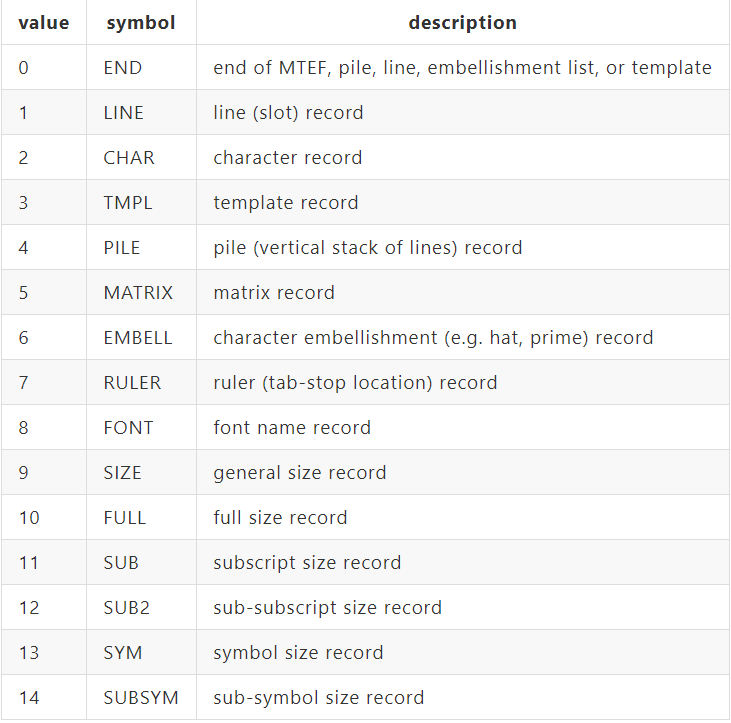 value symbol description
0 END end of MTEF, pile, line, embellishment list, or template
1 LINE line (slot) record
2 CHAR character record
3 TMPL template record
4 PILE pile (vertical stack of lines) record
5 MATRIX matrix record
6 EMBELL character embellishment (e.g. hat, prime) record
7 RULER ruler (tab-stop location) record
8 FONT font name record
9 SIZE general size record
10 FULL full size record
11 SUB subscript size record
12 SUB2 sub-subscript size record
13 SYM symbol size record
14 SUBSYM sub-symbol size record